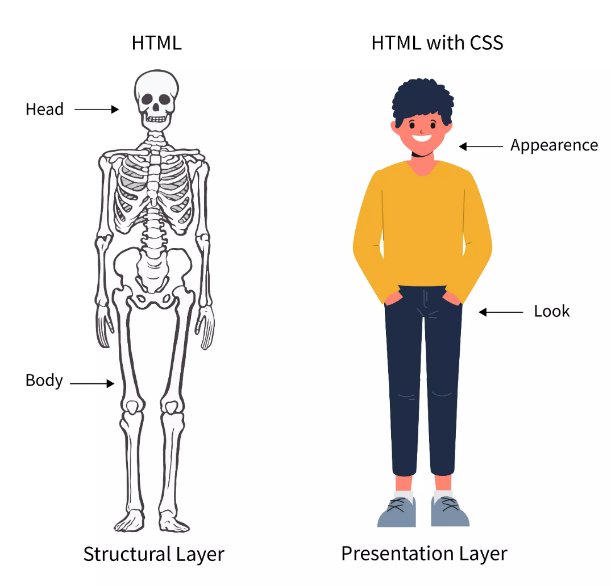 HTML
HTML with CSS
Head
Appearence
Look
Body
Structural Layer
Presentation Layer